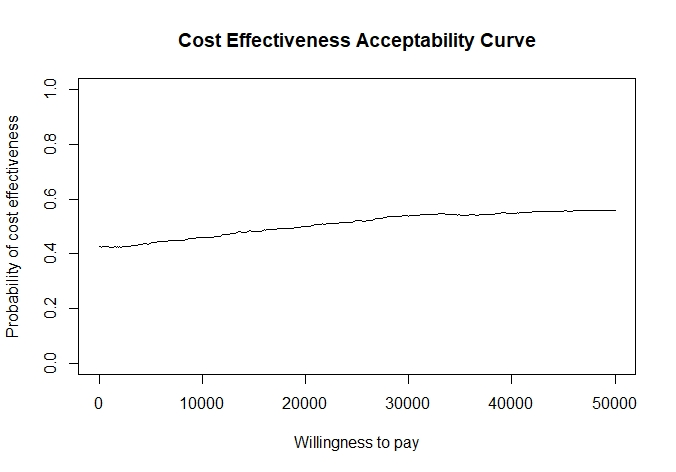 Cost Effectiveness Acceptability Curve
Probability of cost effectiveness
1.0
0.8
0.6
0.4
0.2
0.0
0 10000 20000 30000 40000 50000
Willingness to pay